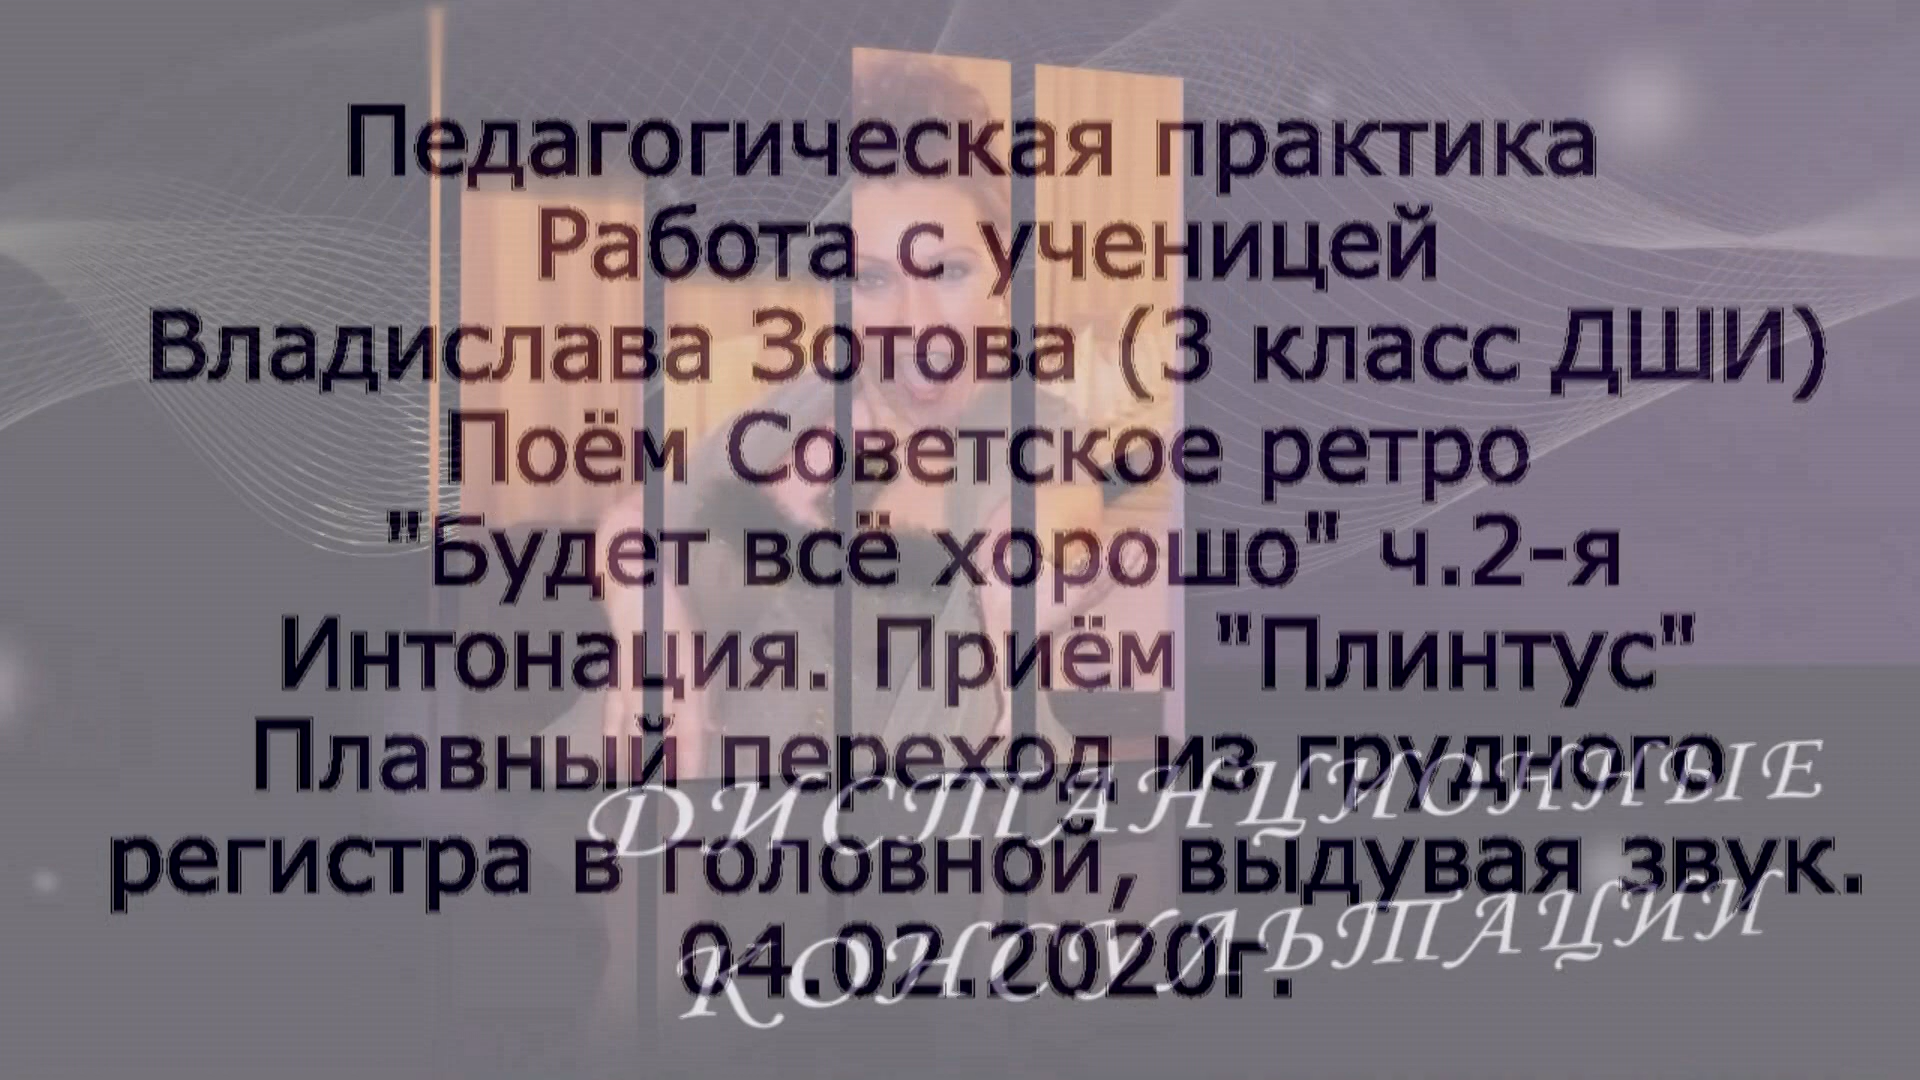 Педагогическая практика
Работа с ученицей
Владислава Зотова (3 класс ДШИ)
Поём Советское ретро
"Будет всё хорошо" ч.2-я
Интонация. Приём "Плинтус"
Плавный переход из грудного
регистра в головной, выдувая звук.
04.02.2020г.
ДИСТАНЦИОННЫЕ
КОНСУЛЬТАЦИИ